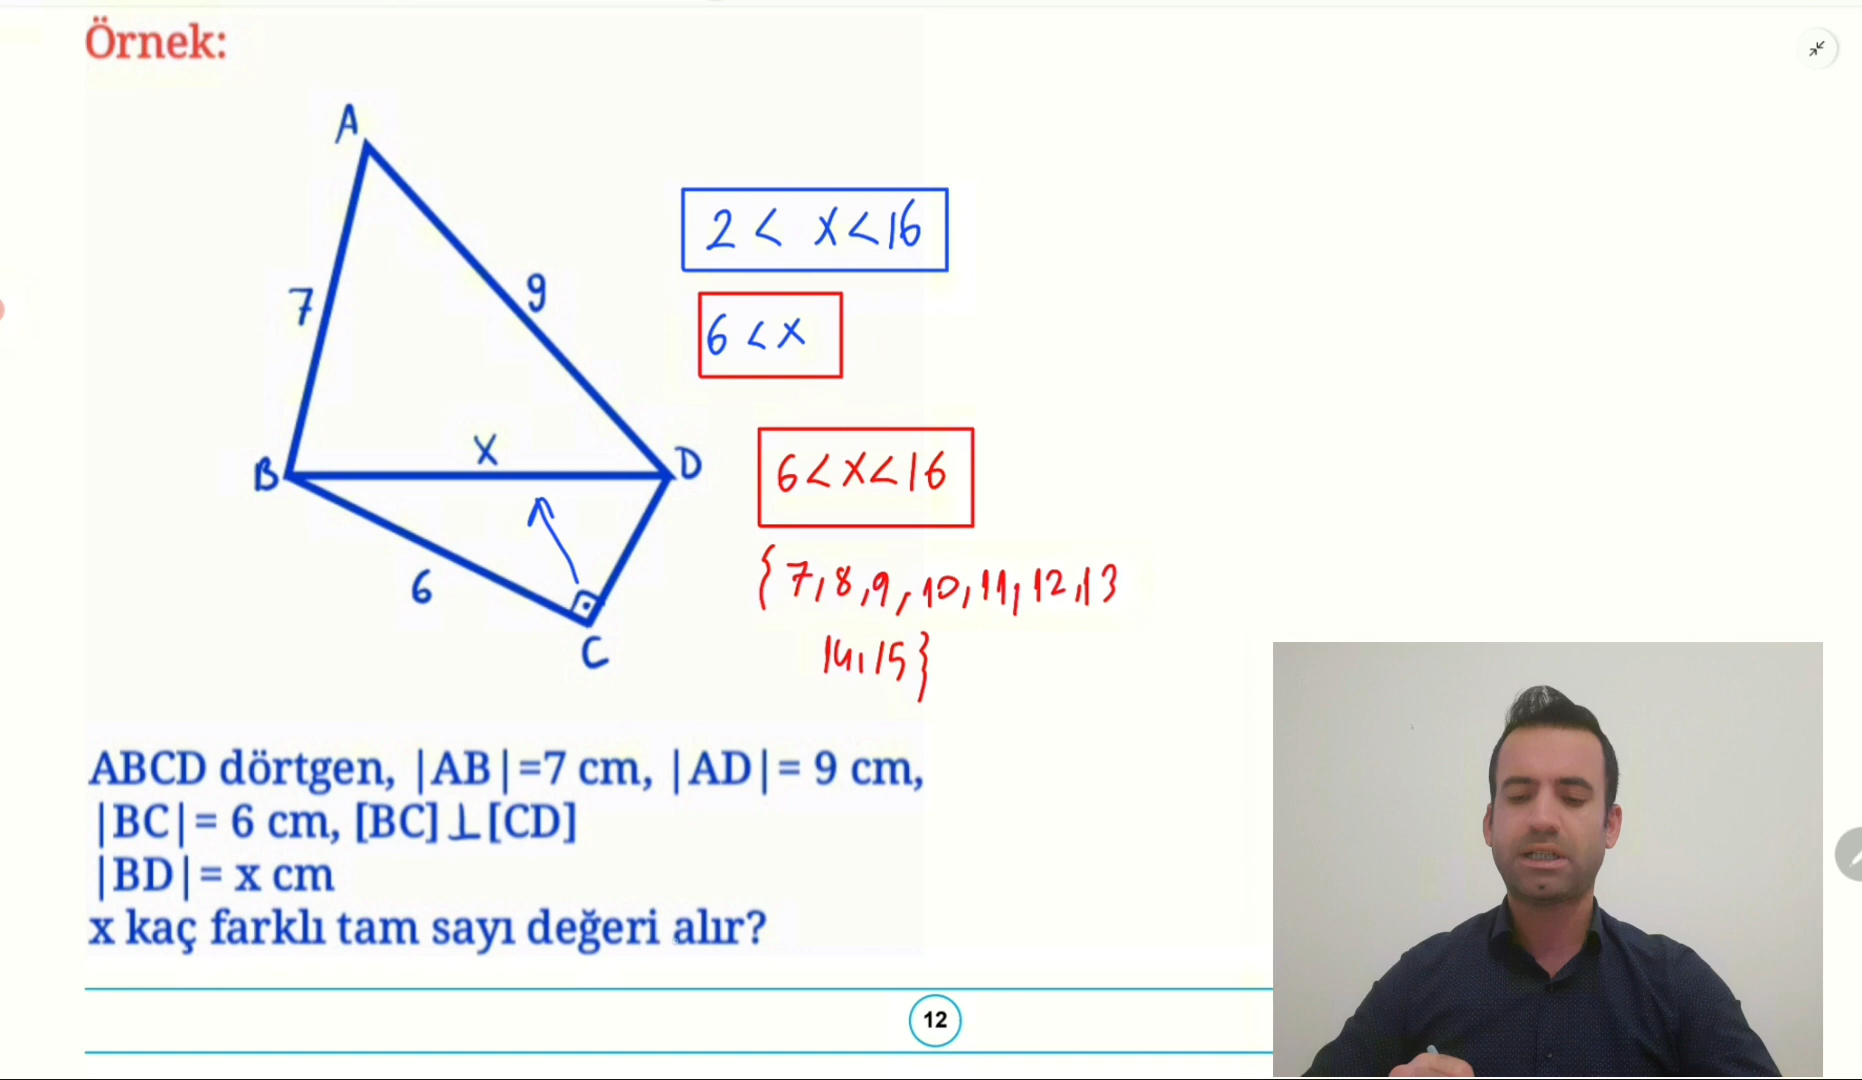 Örnek:
A
7
9
2 < x < 16
6 < x
x
B
D
6 < x < 16
6
C
{7, 8, 9, 10, 11, 12, 13
14, 15}
ABCD dörtgen, |AB|=7 cm, |AD|= 9 cm,
|BC|= 6 cm, [BC]⊥[CD]
|BD|= x cm
x kaç farklı tam sayı değeri alır?
12